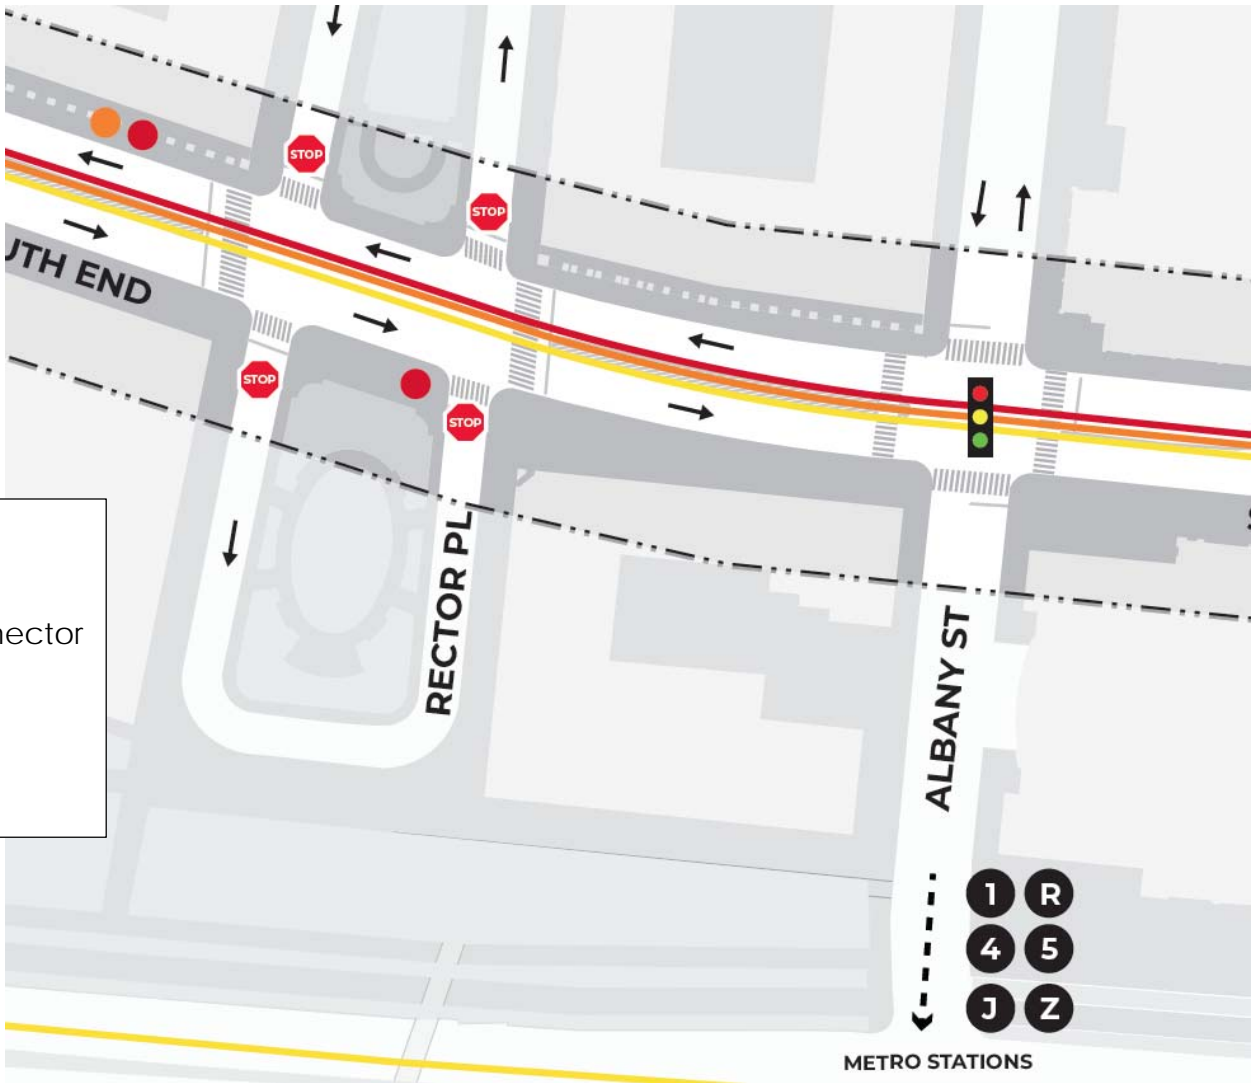 STOP
STOP
UTH END
STOP
STOP
RECTOR PL
nector
ALBANY ST
1 R
4 5
J Z
METRO STATIONS